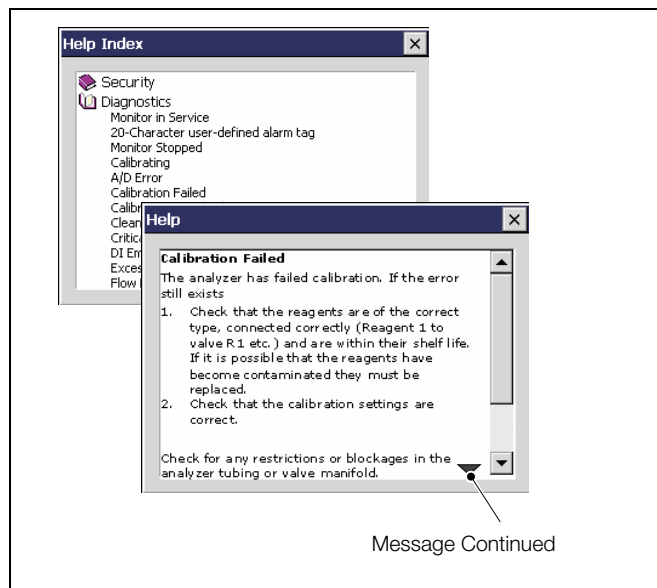 Help Index
Security
Diagnostics
Monitor in Service
20-Character user-defined alarm tag
Monitor Stopped
Calibrating
A/D Error
Calibration Failed
Help
Calibration Failed
The analyzer has failed calibration. If the error
still exists
1. Check that the reagents are of the correct
type, connected correctly (Reagent 1 to
valve R1 etc.) and are within their shelf life.
If it is possible that the reagents have
become contaminated they must be
replaced.
2. Check that the calibration settings are
correct.
Check for any restrictions or blockages in the
analyzer tubing or valve manifold.
Message Continued